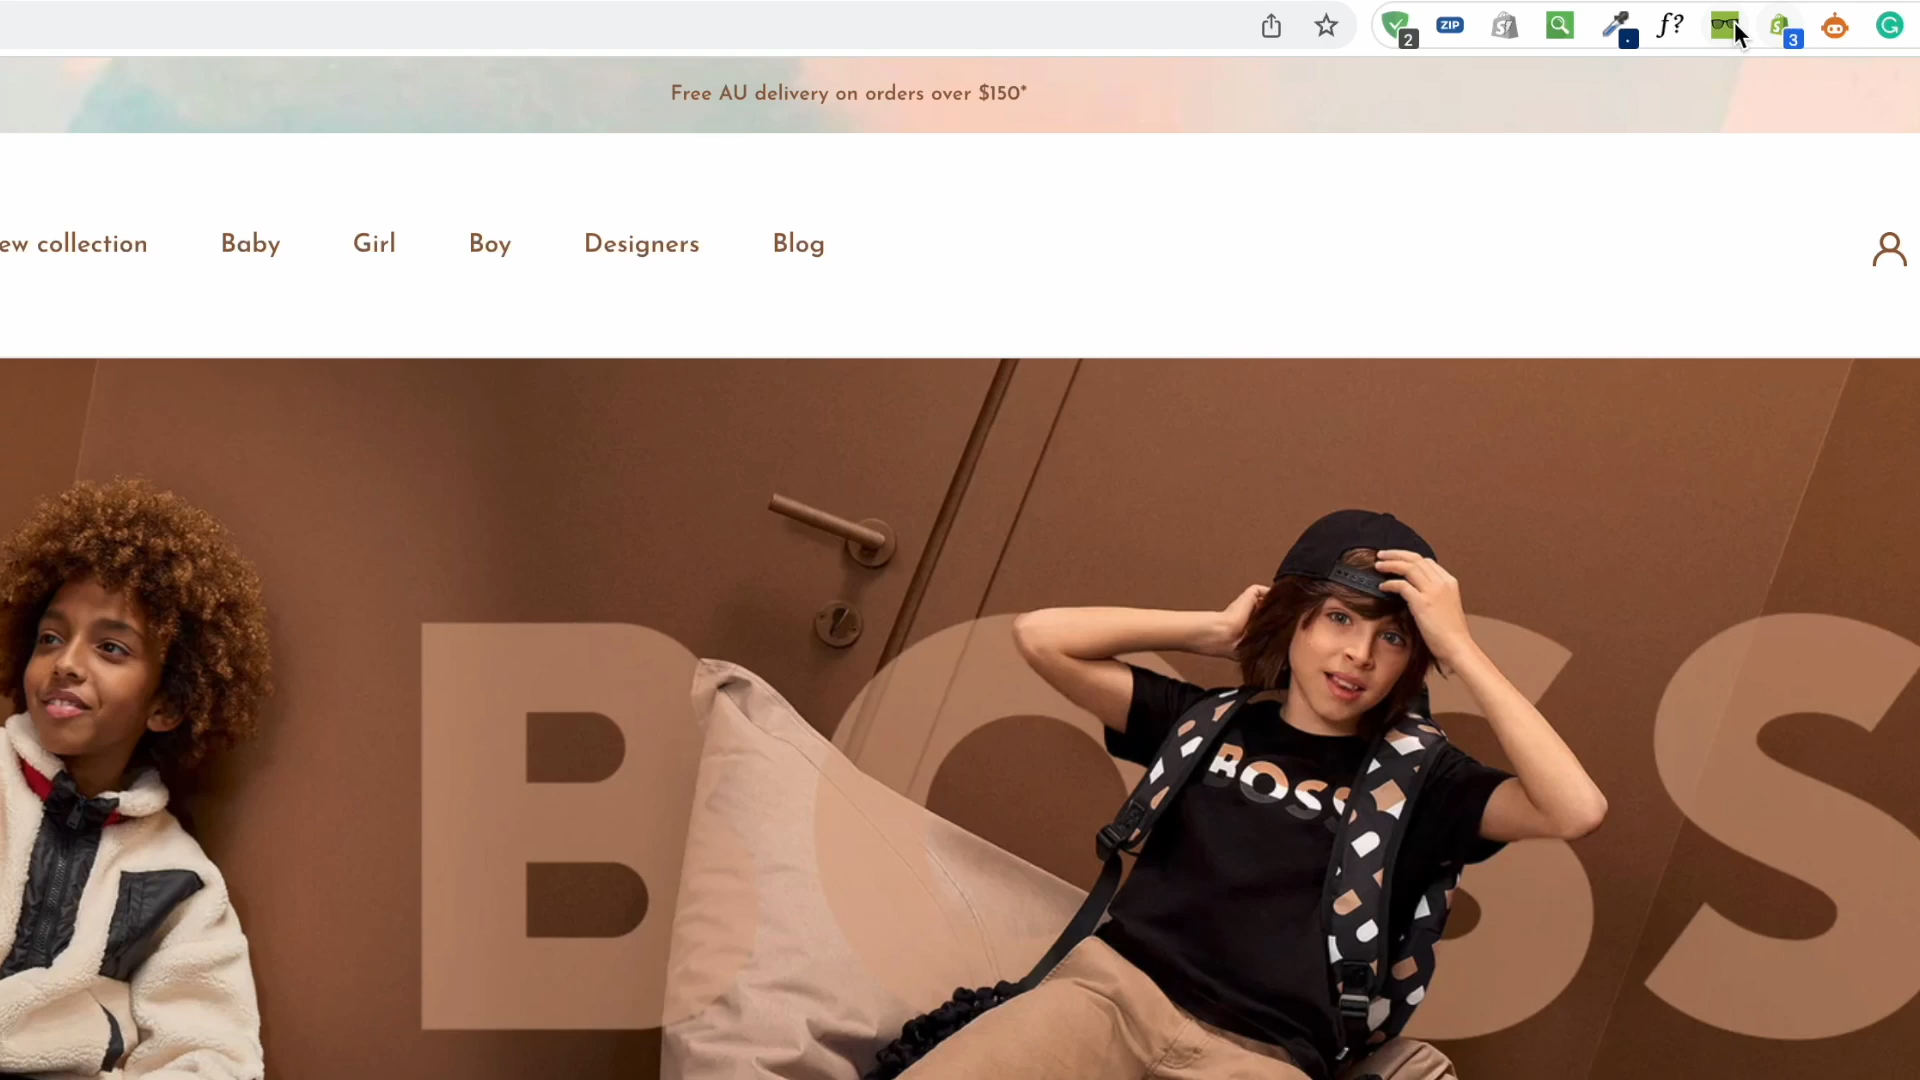 2
ZIP
f?
3
Free AU delivery on orders over $150*
ew collection
Baby
Girl
Boy
Designers
Blog
BOSS
BOSS